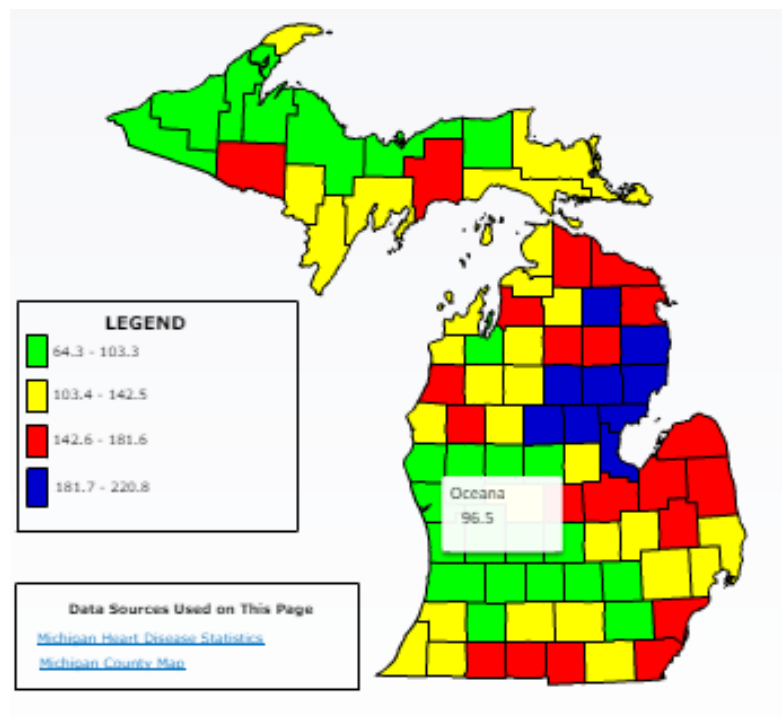 LEGEND
64.3 - 103.3
103.4 - 142.5
142.6 - 181.6
181.7 - 220.8
Oceana
96.5
Data Sources Used on This Page
Michigan Heart Disease Statistics
Michigan County Map